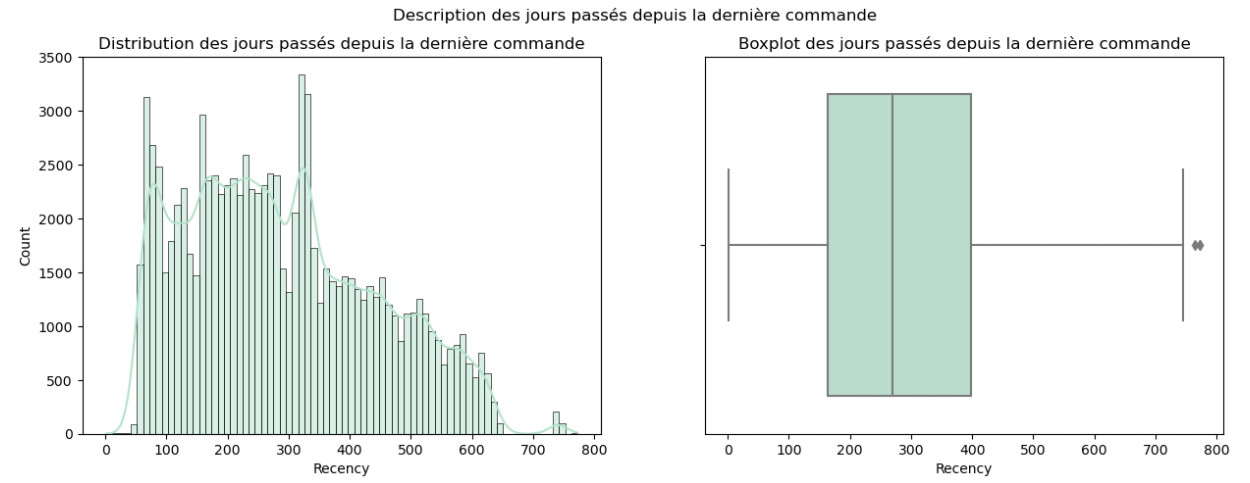 Description des jours passés depuis la dernière commande
Distribution des jours passés depuis la dernière commande
3500
3000
2500
2000
1500
1000
500
0
Count
0 100 200 300 400 500 600 700 800
Recency
Boxplot des jours passés depuis la dernière commande
0 100 200 300 400 500 600 700 800
Recency